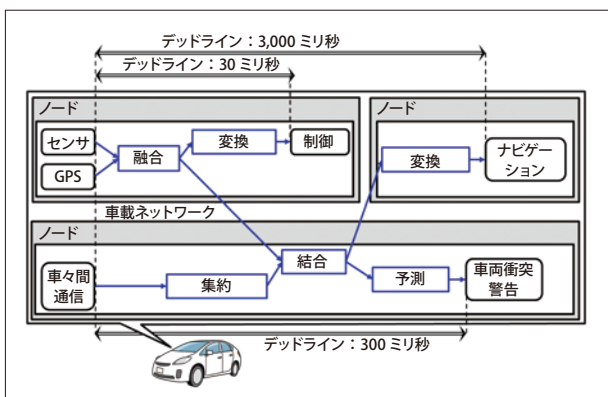 デッドライン：3,000 ミリ秒
デッドライン：30 ミリ秒
ノード
センサ
GPS
融合
変換
制御
ノード
変換
ナビゲー
ション
車載ネットワーク
ノード
車々間
通信
集約
結合
予測
車両衝突
警告
デッドライン：300 ミリ秒